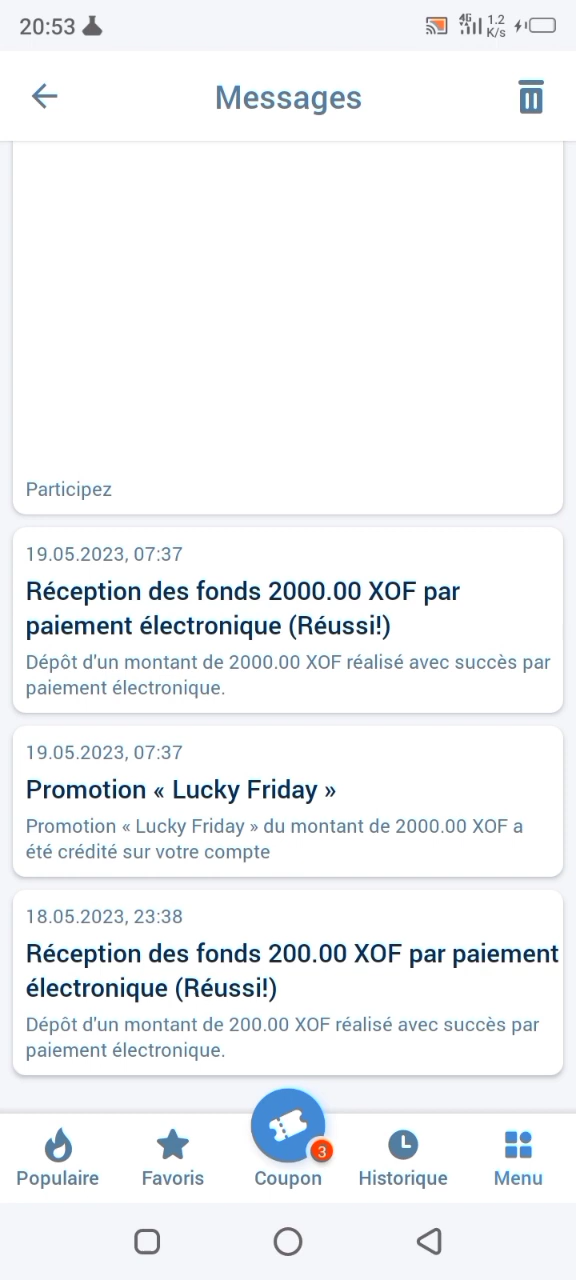 20:53
4G
1.2
K/s
Messages
Participez
19.05.2023, 07:37
Réception des fonds 2000.00 XOF par
paiement électronique (Réussi!)
Dépôt d'un montant de 2000.00 XOF réalisé avec succès par
paiement électronique.
19.05.2023, 07:37
Promotion « Lucky Friday »
Promotion « Lucky Friday » du montant de 2000.00 XOF a
été crédité sur votre compte
18.05.2023, 23:38
Réception des fonds 200.00 XOF par paiement
électronique (Réussi!)
Dépôt d'un montant de 200.00 XOF réalisé avec succès par
paiement électronique.
3
Populaire Favoris Coupon Historique Menu